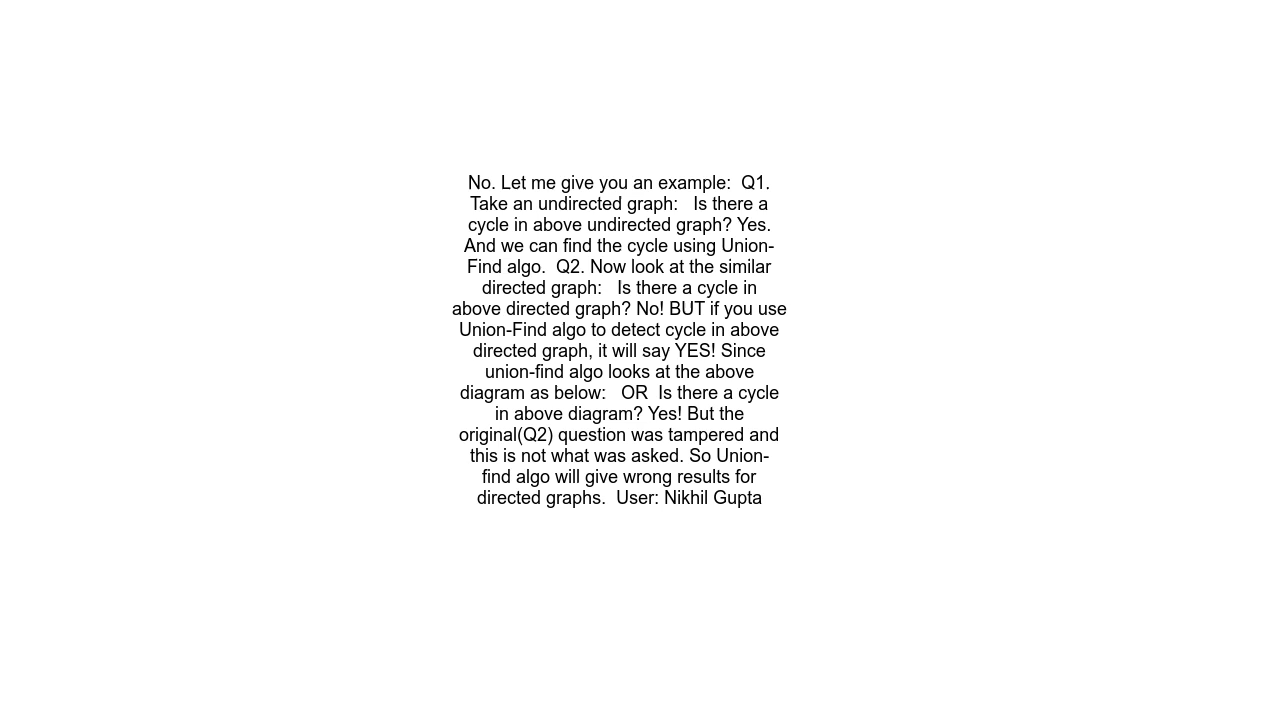 No. Let me give you an example:  Q1.
Take an undirected graph:   Is there a
cycle in above undirected graph? Yes.
And we can find the cycle using Union-
Find algo.  Q2. Now look at the similar
directed graph:   Is there a cycle in
above directed graph? No! BUT if you use
Union-Find algo to detect cycle in above
directed graph, it will say YES! Since
union-find algo looks at the above
diagram as below:   OR  Is there a cycle
in above diagram? Yes! But the
original(Q2) question was tampered and
this is not what was asked. So Union-
find algo will give wrong results for
directed graphs.  User: Nikhil Gupta